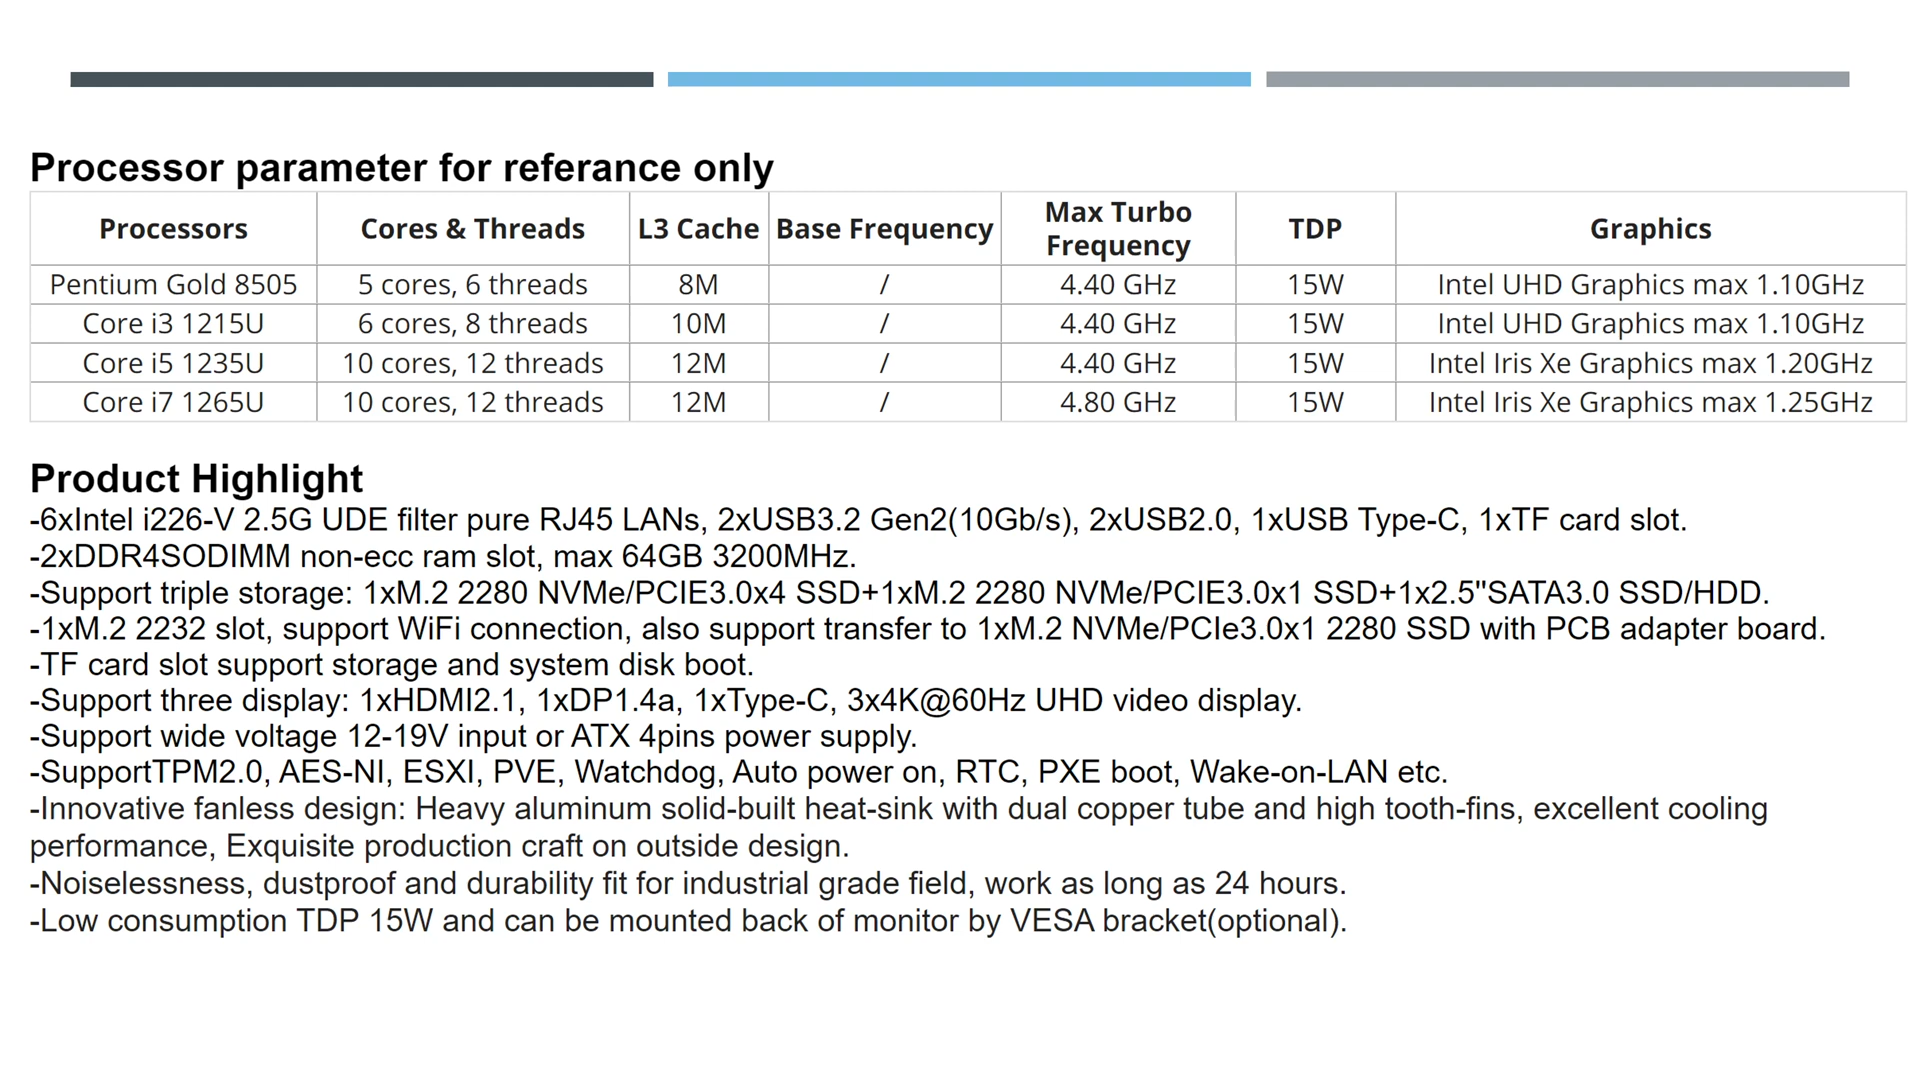 Processor parameter for referance only
Processors Cores & Threads L3 Cache Base Frequency Max Turbo Frequency TDP Graphics
Pentium Gold 8505 5 cores, 6 threads 8M / 4.40 GHz 15W Intel UHD Graphics max 1.10GHz
Core i3 1215U 6 cores, 8 threads 10M / 4.40 GHz 15W Intel UHD Graphics max 1.10GHz
Core i5 1235U 10 cores, 12 threads 12M / 4.40 GHz 15W Intel Iris Xe Graphics max 1.20GHz
Core i7 1265U 10 cores, 12 threads 12M / 4.80 GHz 15W Intel Iris Xe Graphics max 1.25GHz
Product Highlight
-6xIntel i226-V 2.5G UDE filter pure RJ45 LANs, 2xUSB3.2 Gen2(10Gb/s), 2xUSB2.0, 1xUSB Type-C, 1xTF card slot.
-2xDDR4SODIMM non-ecc ram slot, max 64GB 3200MHz.
-Support triple storage: 1xM.2 2280 NVMe/PCIE3.0x4 SSD+1xM.2 2280 NVMe/PCIE3.0x1 SSD+1x2.5"SATA3.0 SSD/HDD.
-1xM.2 2232 slot, support WiFi connection, also support transfer to 1xM.2 NVMe/PCIe3.0x1 2280 SSD with PCB adapter board.
-TF card slot support storage and system disk boot.
-Support three display: 1xHDMI2.1, 1xDP1.4a, 1xType-C, 3x4K@60Hz UHD video display.
-Support wide voltage 12-19V input or ATX 4pins power supply.
-SupportTPM2.0, AES-NI, ESXI, PVE, Watchdog, Auto power on, RTC, PXE boot, Wake-on-LAN etc.
-Innovative fanless design: Heavy aluminum solid-built heat-sink with dual copper tube and high tooth-fins, excellent cooling
performance, Exquisite production craft on outside design.
-Noiselessness, dustproof and durability fit for industrial grade field, work as long as 24 hours.
-Low consumption TDP 15W and can be mounted back of monitor by VESA bracket(optional).